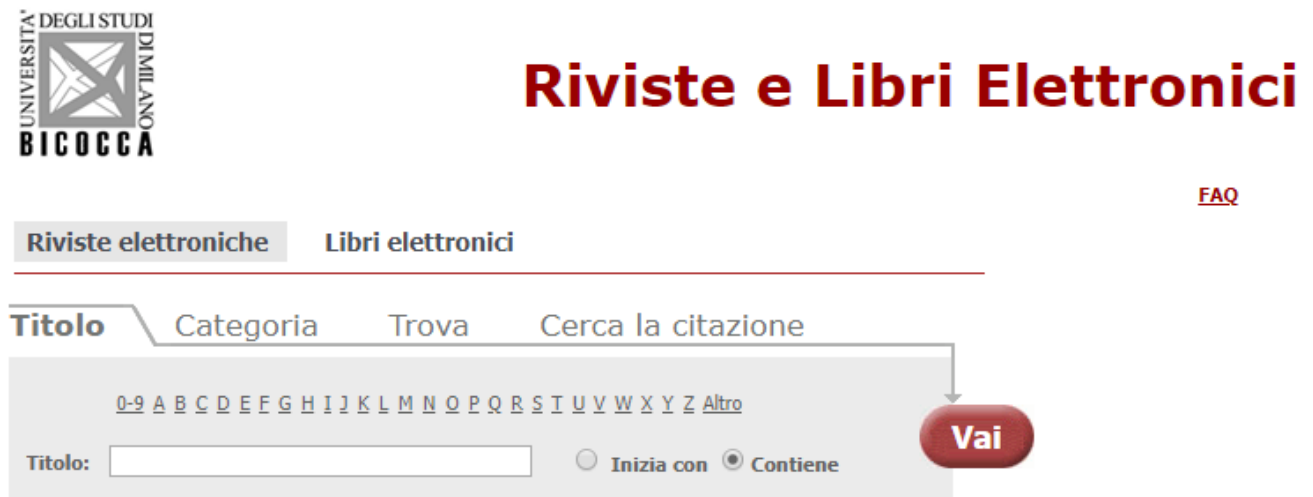 UNIVERSITA' DEGLI STUDI DI MILANO
BICOCCA
Riviste e Libri Elettronici
FAQ
Riviste elettroniche Libri elettronici
Titolo Categoria Trova Cerca la citazione
0-9 A B C D E F G H I J K L M N O P Q R S T U V W X Y Z Altro
Vai
Titolo: Inizia con Contiene